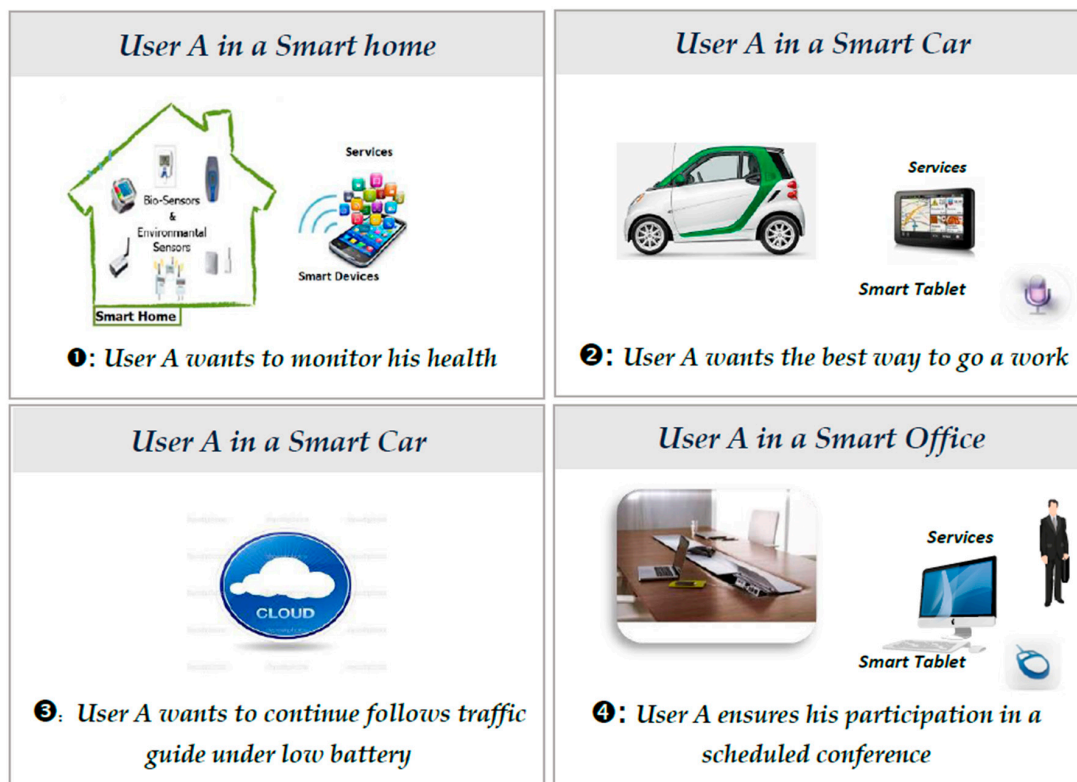 User A in a Smart home
Services
Bio-Sensors
&
Environmantal
Sensors
Smart Devices
Smart Home
❶: User A wants to monitor his health
User A in a Smart Car
Services
Smart Tablet
❷: User A wants the best way to go a work
User A in a Smart Car
CLOUD
❸: User A wants to continue follows traffic
guide under low battery
User A in a Smart Office
Services
Smart Tablet
❹: User A ensures his participation in a
scheduled conference